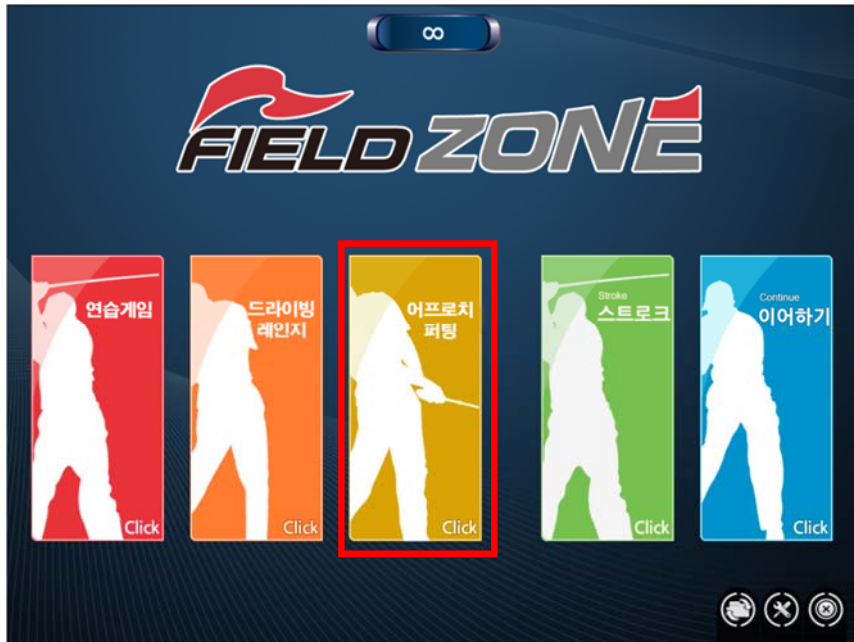 ∞
FIELD ZONE
연습게임
Click
드라이빙
레인지
Click
어프로치
퍼팅
Click
Stroke
스트로크
Click
Continue
이어하기
Click